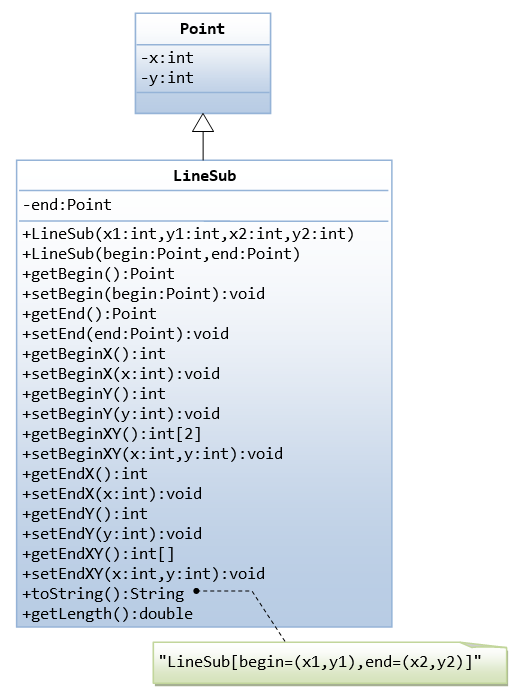 Point
-x:int
-y:int
LineSub
-end:Point
+LineSub(x1:int,y1:int,x2:int,y2:int)
+LineSub(begin:Point,end:Point)
+getBegin():Point
+setBegin(begin:Point):void
+getEnd():Point
+setEnd(end:Point):void
+getBeginX():int
+setBeginX(x:int):void
+getBeginY():int
+setBeginY(y:int):void
+getBeginXY():int[2]
+setBeginXY(x:int,y:int):void
+getEndX():int
+setEndX(x:int):void
+getEndY():int
+setEndY(y:int):void
+getEndXY():int[]
+setEndXY(x:int,y:int):void
+toString():String
+getLength():double
"LineSub[begin=(x1,y1),end=(x2,y2)]"